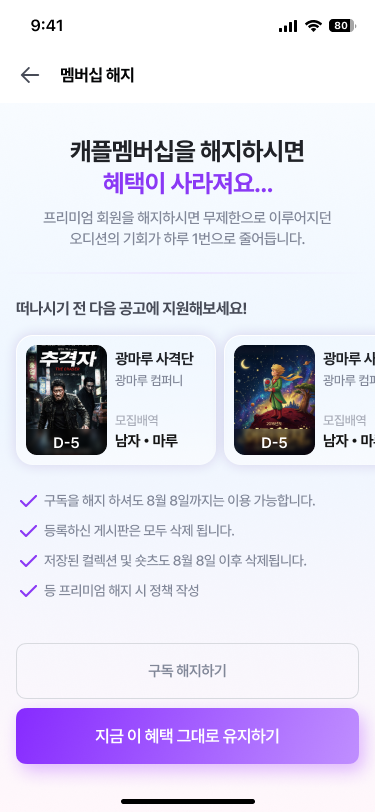 9:41
80
멤버십 해지
캐플멤버십을 해지하시면
혜택이 사라져요...
프리미엄 회원을 해지하시면 무제한으로 이루어지던
오디션의 기회가 하루 1번으로 줄어듭니다.
떠나시기 전 다음 공고에 지원해보세요!
추격자
D-5
광마루 사격단
광마루 컴퍼니
모집배역
남자 • 마루
D-5
광마루 사
광마루 컴퍼
모집배역
남자 • 마
구독을 해지 하셔도 8월 8일까지는 이용 가능합니다.
등록하신 게시판은 모두 삭제 됩니다.
저장된 컬렉션 및 숏츠도 8월 8일 이후 삭제됩니다.
등 프리미엄 해지 시 정책 작성
구독 해지하기
지금 이 혜택 그대로 유지하기